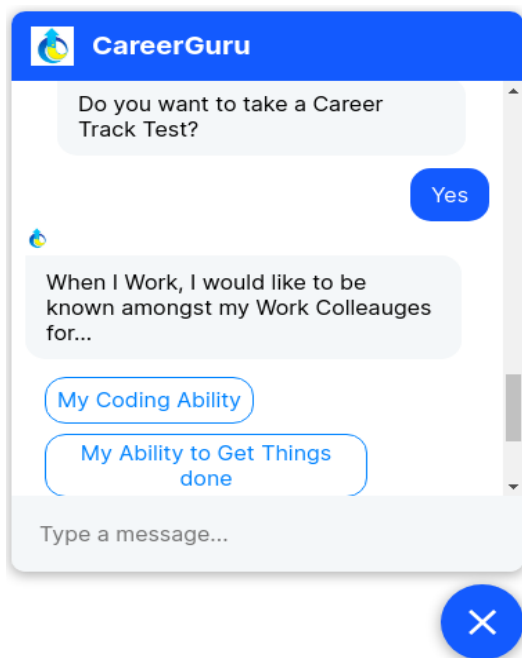 CareerGuru
Do you want to take a Career
Track Test?
Yes
When I Work, I would like to be
known amongst my Work Colleauges
for...
My Coding Ability
My Ability to Get Things
done
Type a message...